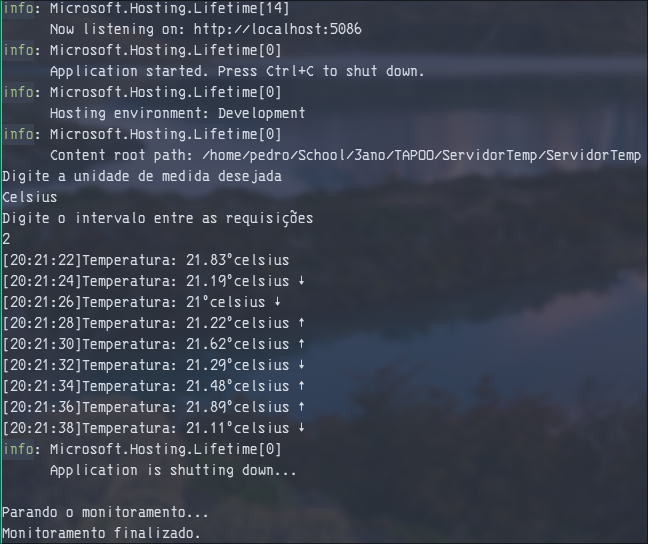 info: Microsoft.Hosting.Lifetime[14]
Now listening on: http://localhost:5086
info: Microsoft.Hosting.Lifetime[0]
Application started. Press Ctrl+C to shut down.
info: Microsoft.Hosting.Lifetime[0]
Hosting environment: Development
info: Microsoft.Hosting.Lifetime[0]
Content root path: /home/pedro/School/3ano/TAPOO/ServidorTemp/ServidorTemp
Digite a unidade de medida desejada
Celsius
Digite o intervalo entre as requisições
2
[20:21:22]Temperatura: 21.83°celsius
[20:21:24]Temperatura: 21.19°celsius ↓
[20:21:26]Temperatura: 21°celsius ↓
[20:21:28]Temperatura: 21.22°celsius ↑
[20:21:30]Temperatura: 21.62°celsius ↑
[20:21:32]Temperatura: 21.29°celsius ↓
[20:21:34]Temperatura: 21.48°celsius ↑
[20:21:36]Temperatura: 21.89°celsius ↑
[20:21:38]Temperatura: 21.11°celsius ↓
info: Microsoft.Hosting.Lifetime[0]
Application is shutting down...
Parando o monitoramento...
Monitoramento finalizado.